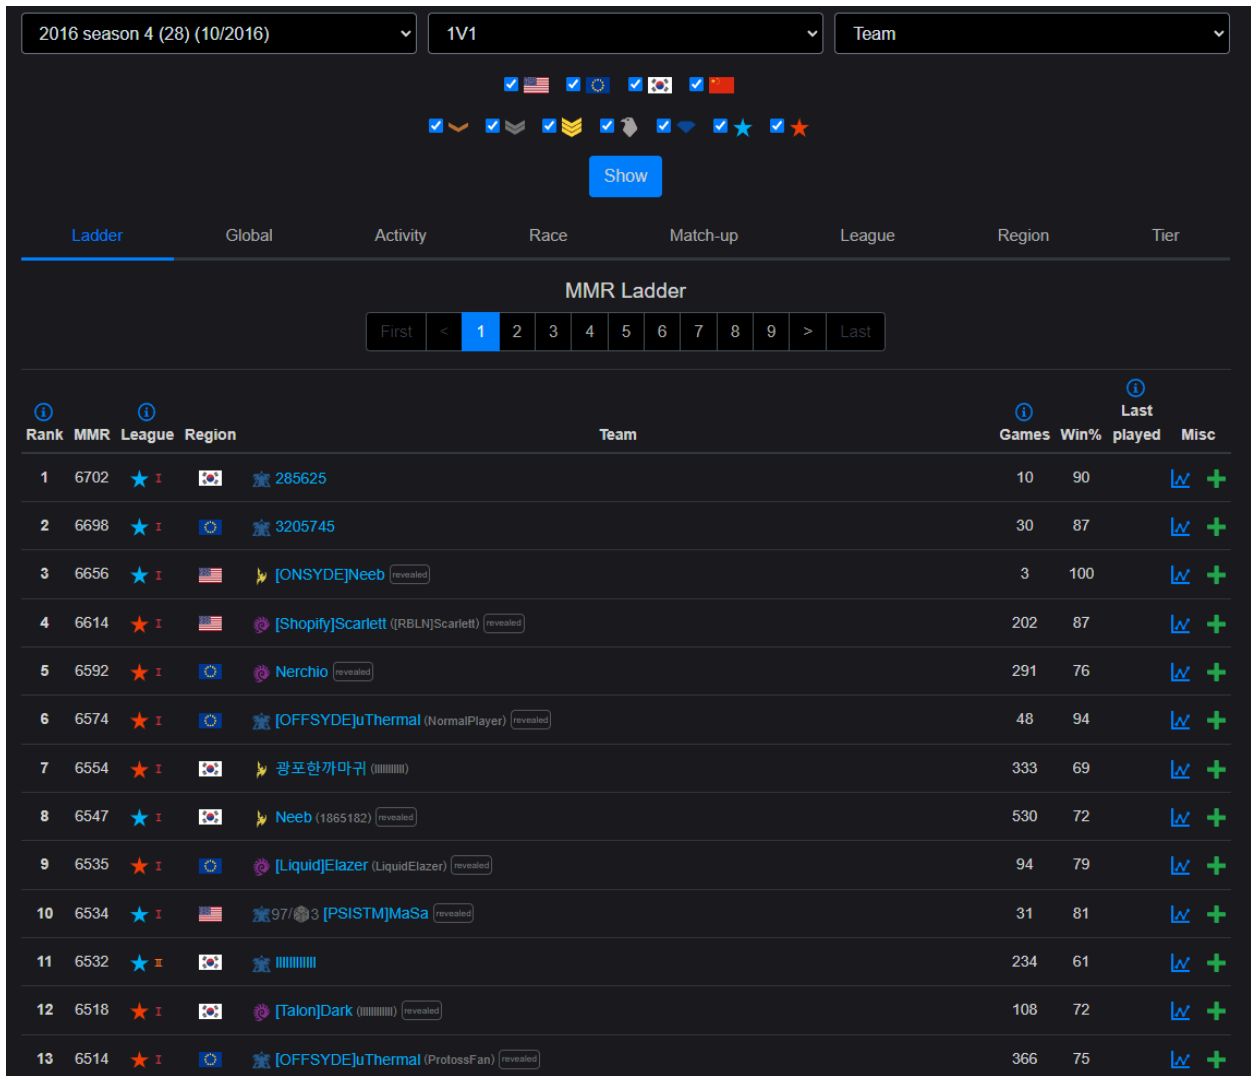 2016 season 4 (28) (10/2016) 1V1 Team
Show
Ladder Global Activity Race Match-up League Region Tier
MMR Ladder
First < 1 2 3 4 5 6 7 8 9 > Last
Rank MMR League Region Team Games Win% Last played Misc
1 6702 I 285625 10 90
2 6698 I 3205745 30 87
3 6656 I [ONSYDE]Neeb revealed 3 100
4 6614 I [Shopify]Scarlett ([RBLN]Scarlett) revealed 202 87
5 6592 I Nerchio revealed 291 76
6 6574 I [OFFSYDE]uThermal (NormalPlayer) revealed 48 94
7 6554 I 광포한까마귀 333 69
8 6547 I Neeb (1865182) revealed 530 72
9 6535 I [Liquid]Elazer (LiquidElazer) revealed 94 79
10 6534 I 97/3 [PSISTM]MaSa revealed 31 81
11 6532 II 234 61
12 6518 I [Talon]Dark revealed 108 72
13 6514 I [OFFSYDE]uThermal (ProtossFan) revealed 366 75